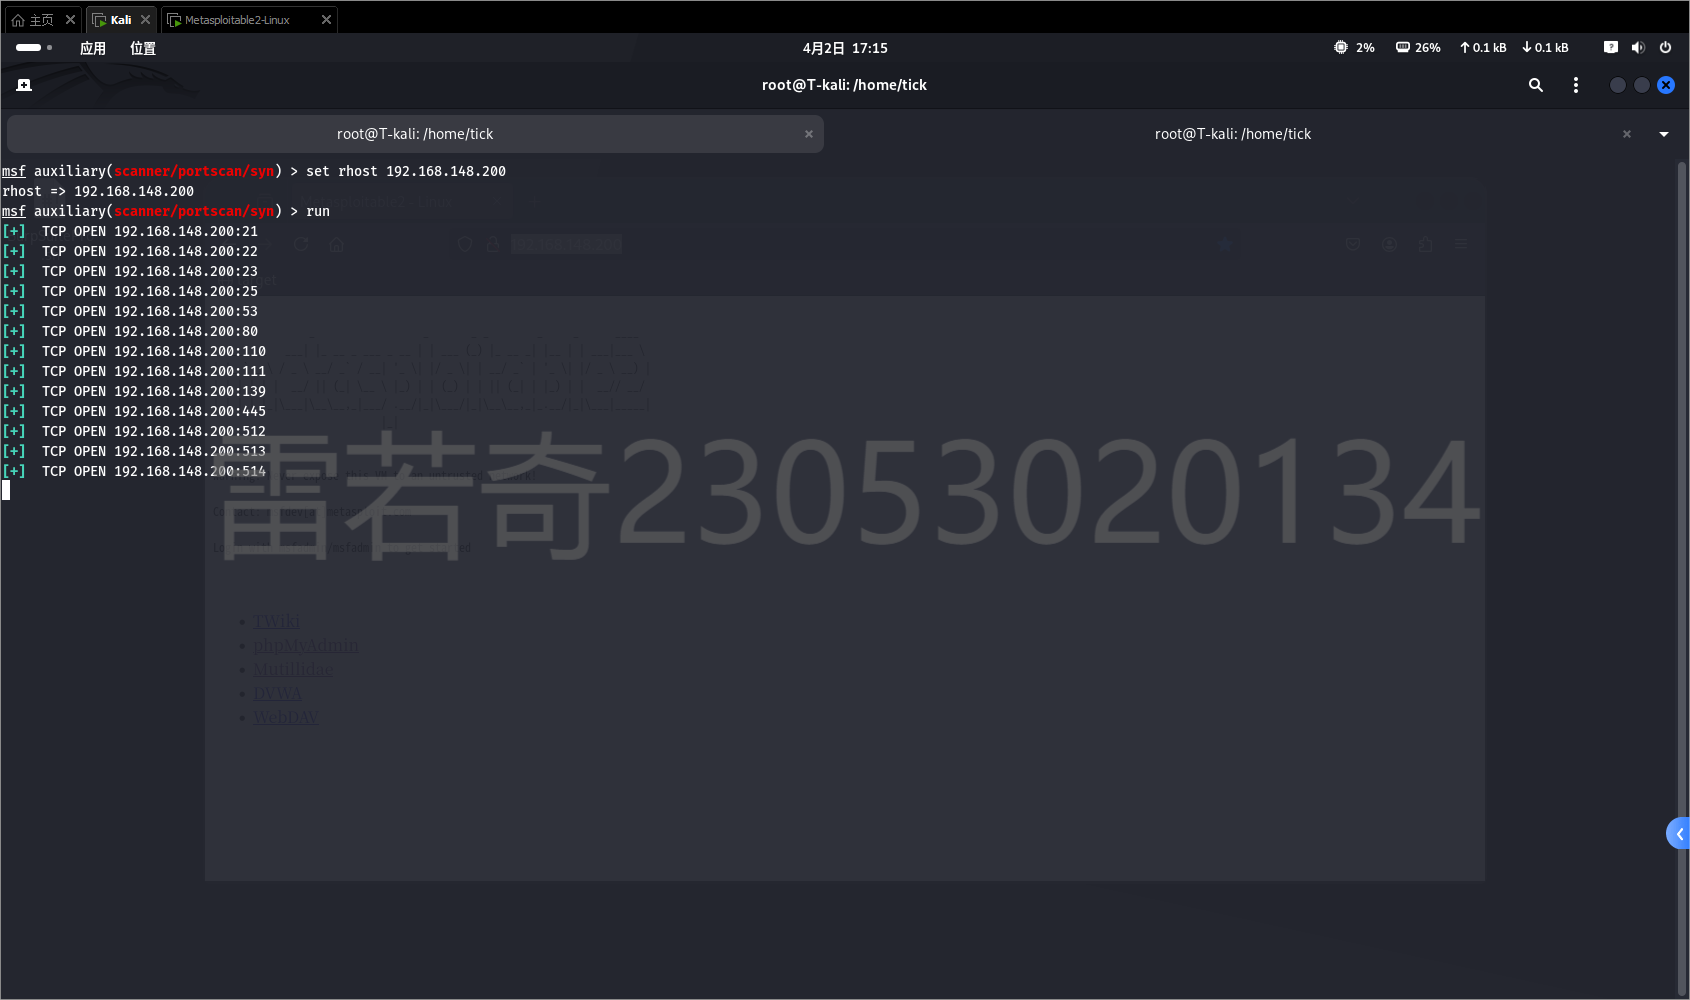 主页
Kali
Metasploitable2-Linux
应用 位置 4月2日 17:15 2% 26% 0.1 kB 0.1 kB
root@T-kali: /home/tick
root@T-kali: /home/tick
root@T-kali: /home/tick
msf auxiliary(scanner/portscan/syn) > set rhost 192.168.148.200
rhost => 192.168.148.200
msf auxiliary(scanner/portscan/syn) > run
[+]  TCP OPEN 192.168.148.200:21
[+]  TCP OPEN 192.168.148.200:22
[+]  TCP OPEN 192.168.148.200:23
[+]  TCP OPEN 192.168.148.200:25
[+]  TCP OPEN 192.168.148.200:53
[+]  TCP OPEN 192.168.148.200:80
[+]  TCP OPEN 192.168.148.200:110
[+]  TCP OPEN 192.168.148.200:111
[+]  TCP OPEN 192.168.148.200:139
[+]  TCP OPEN 192.168.148.200:445
[+]  TCP OPEN 192.168.148.200:512
[+]  TCP OPEN 192.168.148.200:513
[+]  TCP OPEN 192.168.148.200:514
雷若奇23053020134
TWiki
phpMyAdmin
Mutillidae
DVWA
WebDAV